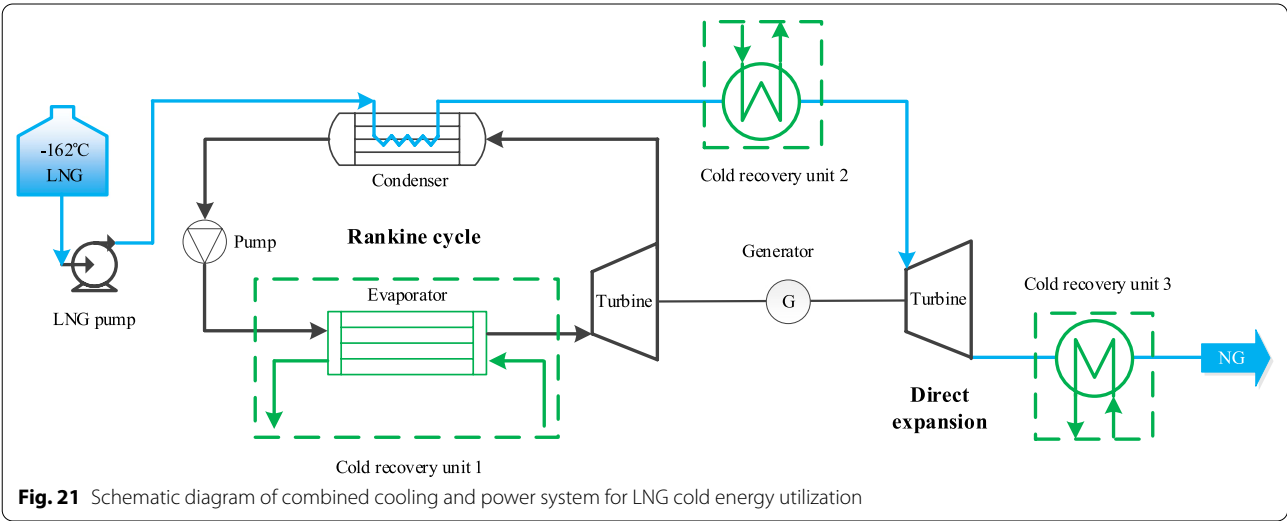 -162°C
LNG
LNG pump
Condenser
Pump
Rankine cycle
Evaporator
Turbine
Cold recovery unit 1
Generator
G
Cold recovery unit 2
Turbine
Direct
expansion
Cold recovery unit 3
NG
Fig. 21 Schematic diagram of combined cooling and power system for LNG cold energy utilization